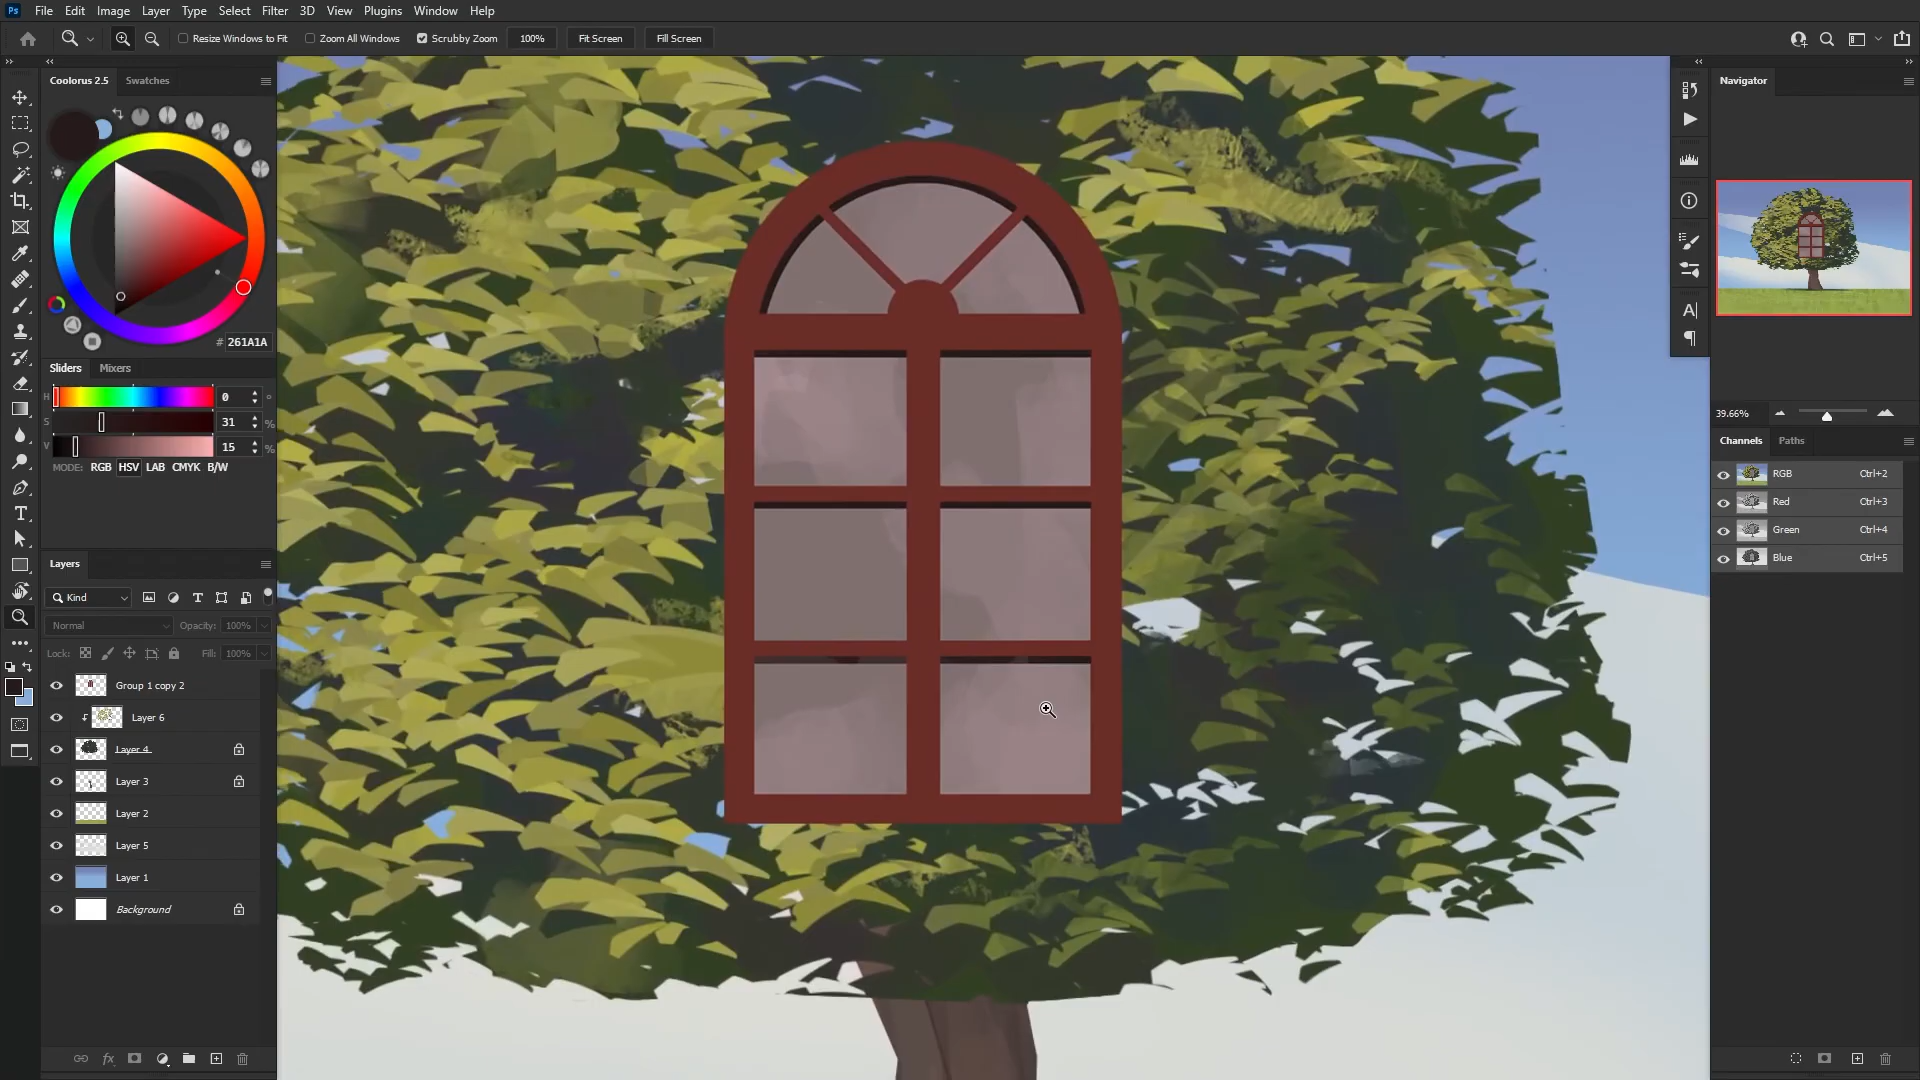 Ps File Edit Image Layer Type Select Filter 3D View Plugins Window Help
Resize Windows to Fit Zoom All Windows Scrubby Zoom 100% Fit Screen Fill Screen
Coolorus 2.5 Swatches
# 261A1A
Sliders Mixers
H 0 °
S 31 %
V 15 %
MODE: RGB HSV LAB CMYK B/W
Layers
Kind
Normal Opacity: 100%
Lock: Fill: 100%
Group 1 copy 2
Layer 6
Layer 4
Layer 3
Layer 2
Layer 5
Layer 1
Background
fx
Navigator
39.66%
Channels Paths
RGB Ctrl+2
Red Ctrl+3
Green Ctrl+4
Blue Ctrl+5